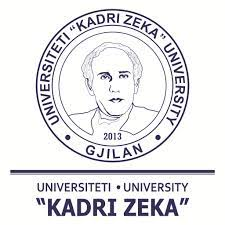 UNIVERSITETI "KADRI ZEKA" UNIVERSITY
2013
GJILAN
UNIVERSITETI • UNIVERSITY
"KADRI ZEKA"